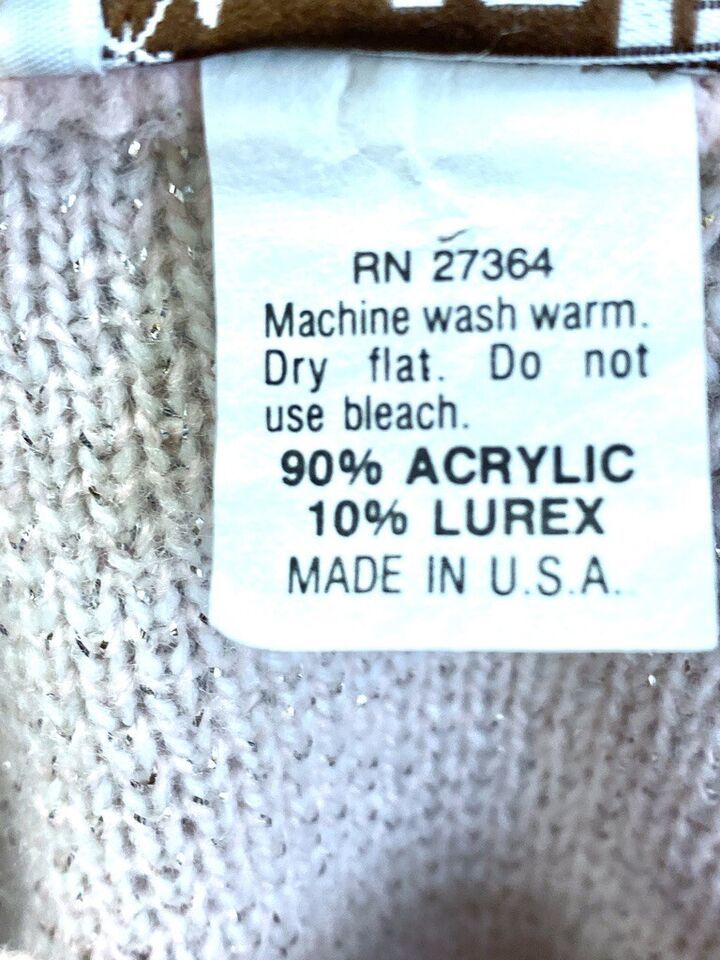 RN 27364
Machine wash warm.
Dry flat. Do not
use bleach.
90% ACRYLIC
10% LUREX
MADE IN U.S.A.